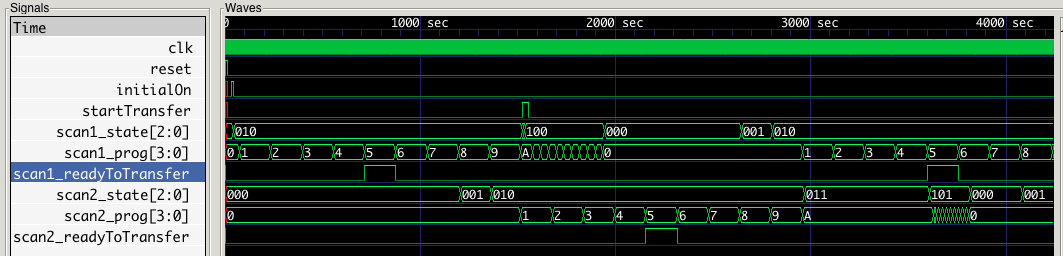 Signals
Waves
Time
0 1000 sec 2000 sec 3000 sec 4000 sec
clk
reset
initialOn
startTransfer
scan1_state[2:0] 010 100 000 001 010
scan1_prog[3:0] 0 1 2 3 4 5 6 7 8 9 A 0 1 2 3 4 5 6 7 8
scan1_readyToTransfer
scan2_state[2:0] 000 001 010 011 101 000 001
scan2_prog[3:0] 0 1 2 3 4 5 6 7 8 9 A 0
scan2_readyToTransfer